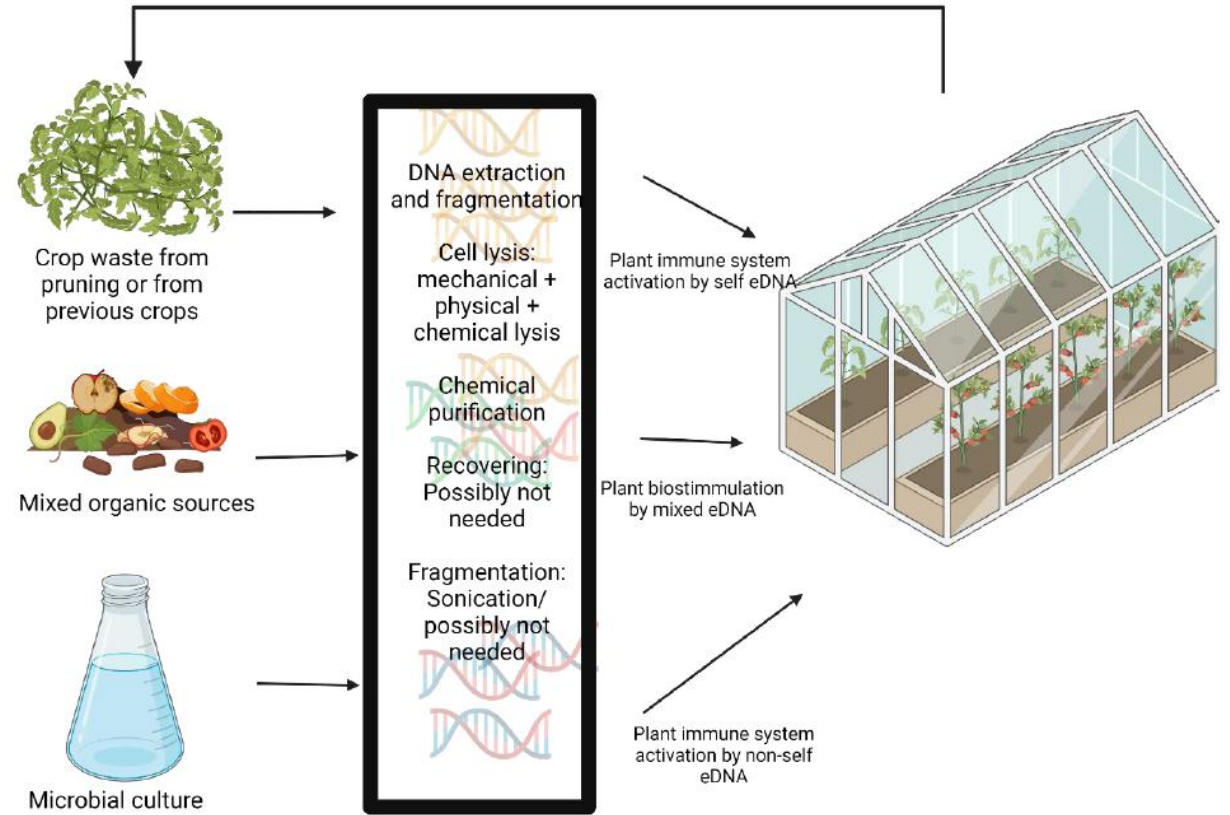 Crop waste from
pruning or from
previous crops
Mixed organic sources
Microbial culture
DNA extraction
and fragmentation
Cell lysis:
mechanical +
physical +
chemical lysis
Chemical
purification
Recovering:
Possibly not
needed
Fragmentation:
Sonication/
possibly not
needed
Plant immune system
activation by self eDNA
Plant biostimulation
by mixed eDNA
Plant immune system
activation by non-self
eDNA